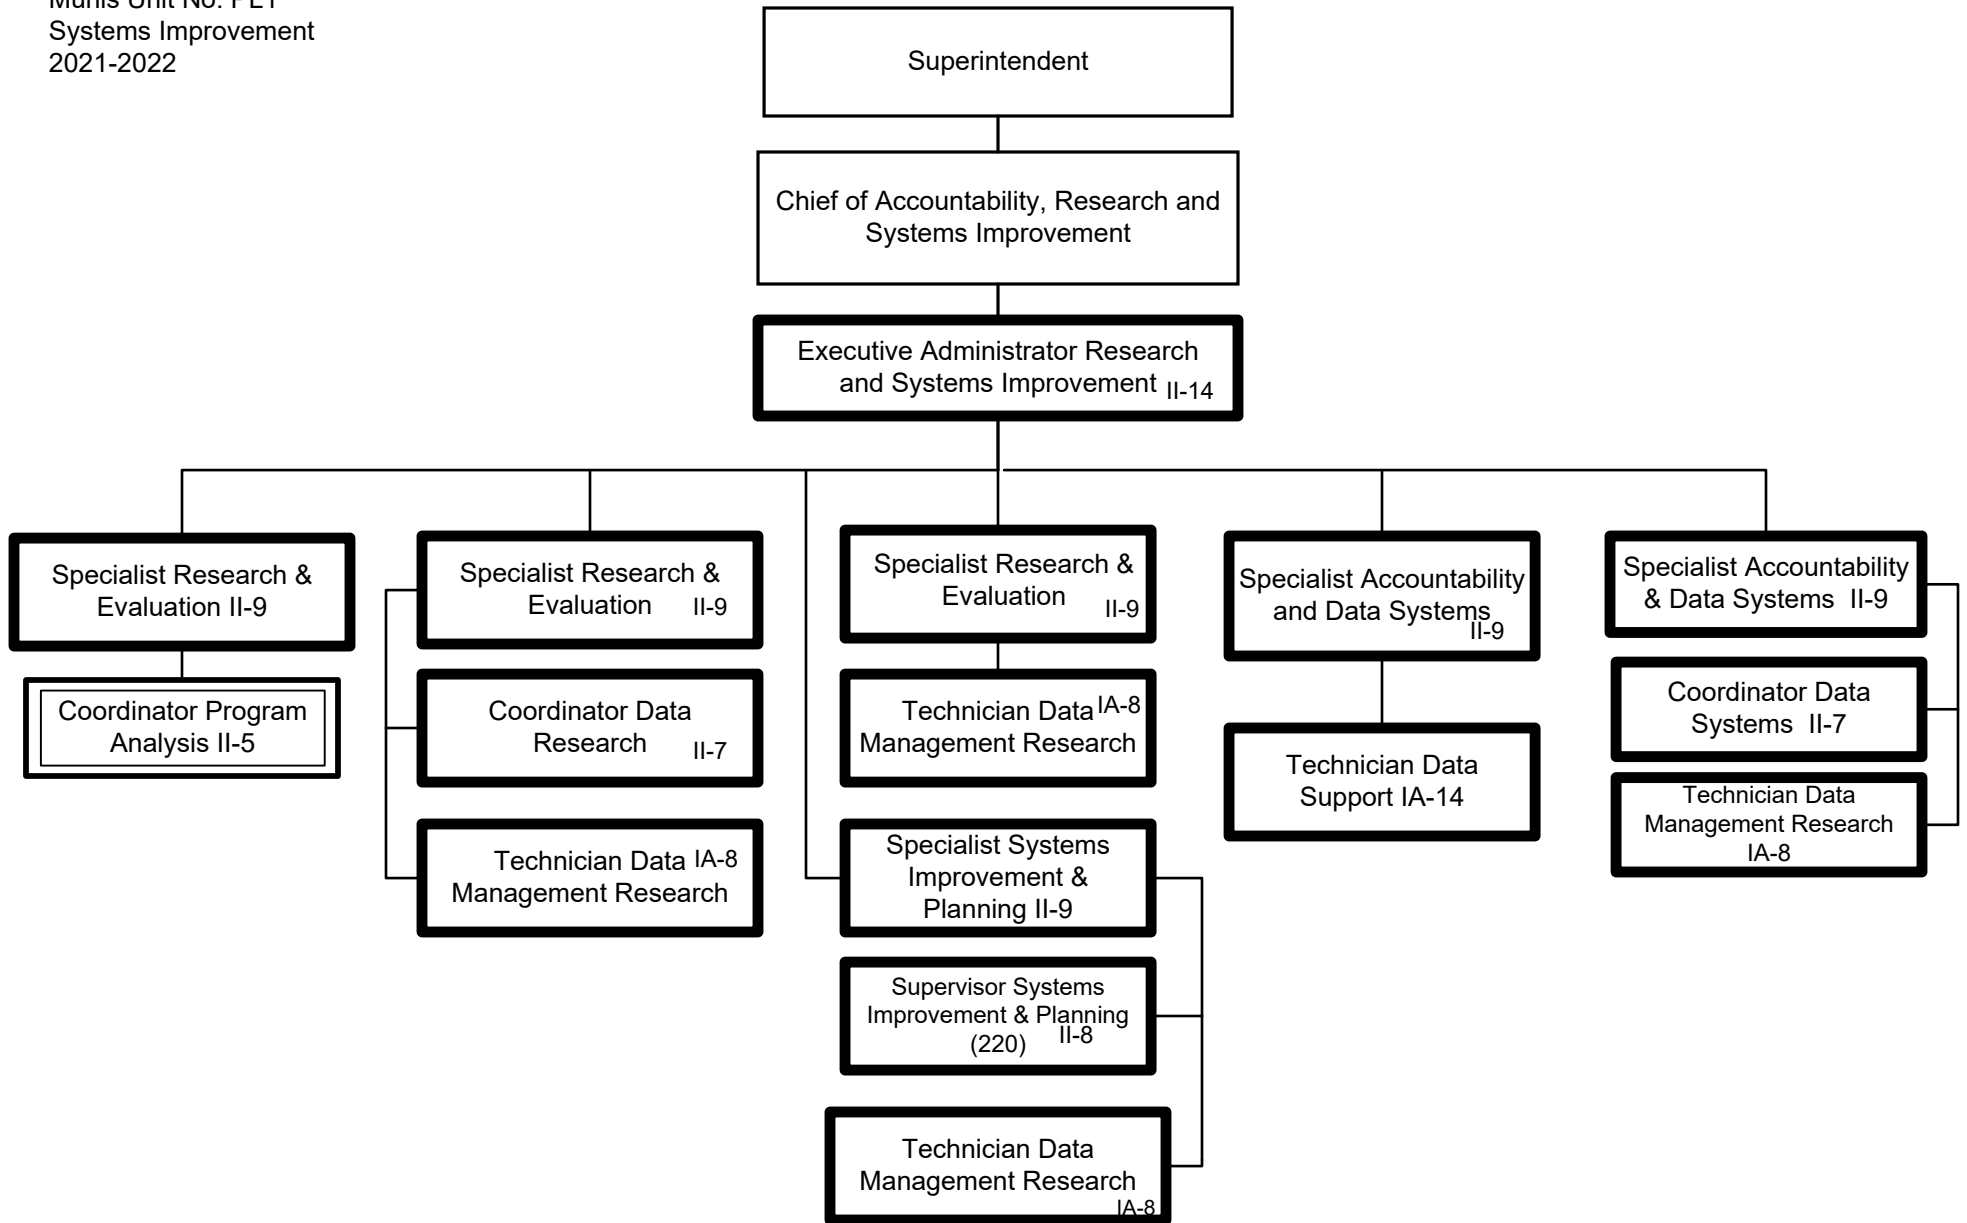 Munis Unit No. PL1
Systems Improvement
2021-2022
Superintendent
Chief of Accountability, Research and
Systems Improvement
Executive Administrator Research
and Systems Improvement II-14
Specialist Research &
Evaluation II-9
Coordinator Program
Analysis II-5
Specialist Research &
Evaluation II-9
Coordinator Data
Research II-7
Technician Data IA-8
Management Research
Specialist Research &
Evaluation II-9
Technician Data IA-8
Management Research
Specialist Systems
Improvement &
Planning II-9
Supervisor Systems
Improvement & Planning
(220) II-8
Technician Data
Management Research
IA-8
Specialist Accountability
and Data Systems
II-9
Technician Data
Support IA-14
Specialist Accountability
& Data Systems II-9
Coordinator Data
Systems II-7
Technician Data
Management Research
IA-8